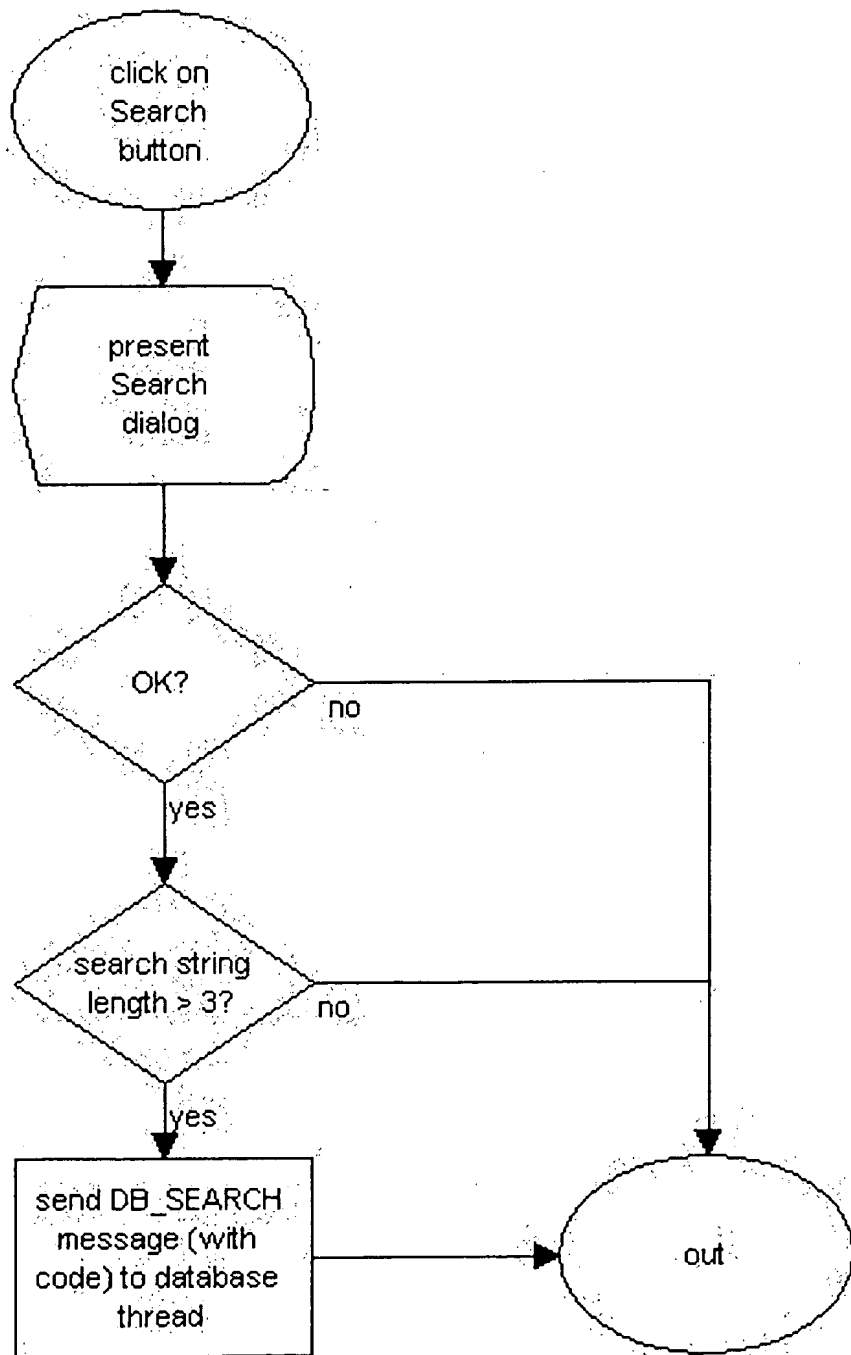 click on
Search
button
present
Search
dialog
OK?
no
yes
search string
length > 3?
no
yes
send DB_SEARCH
message (with
code) to database
thread
out